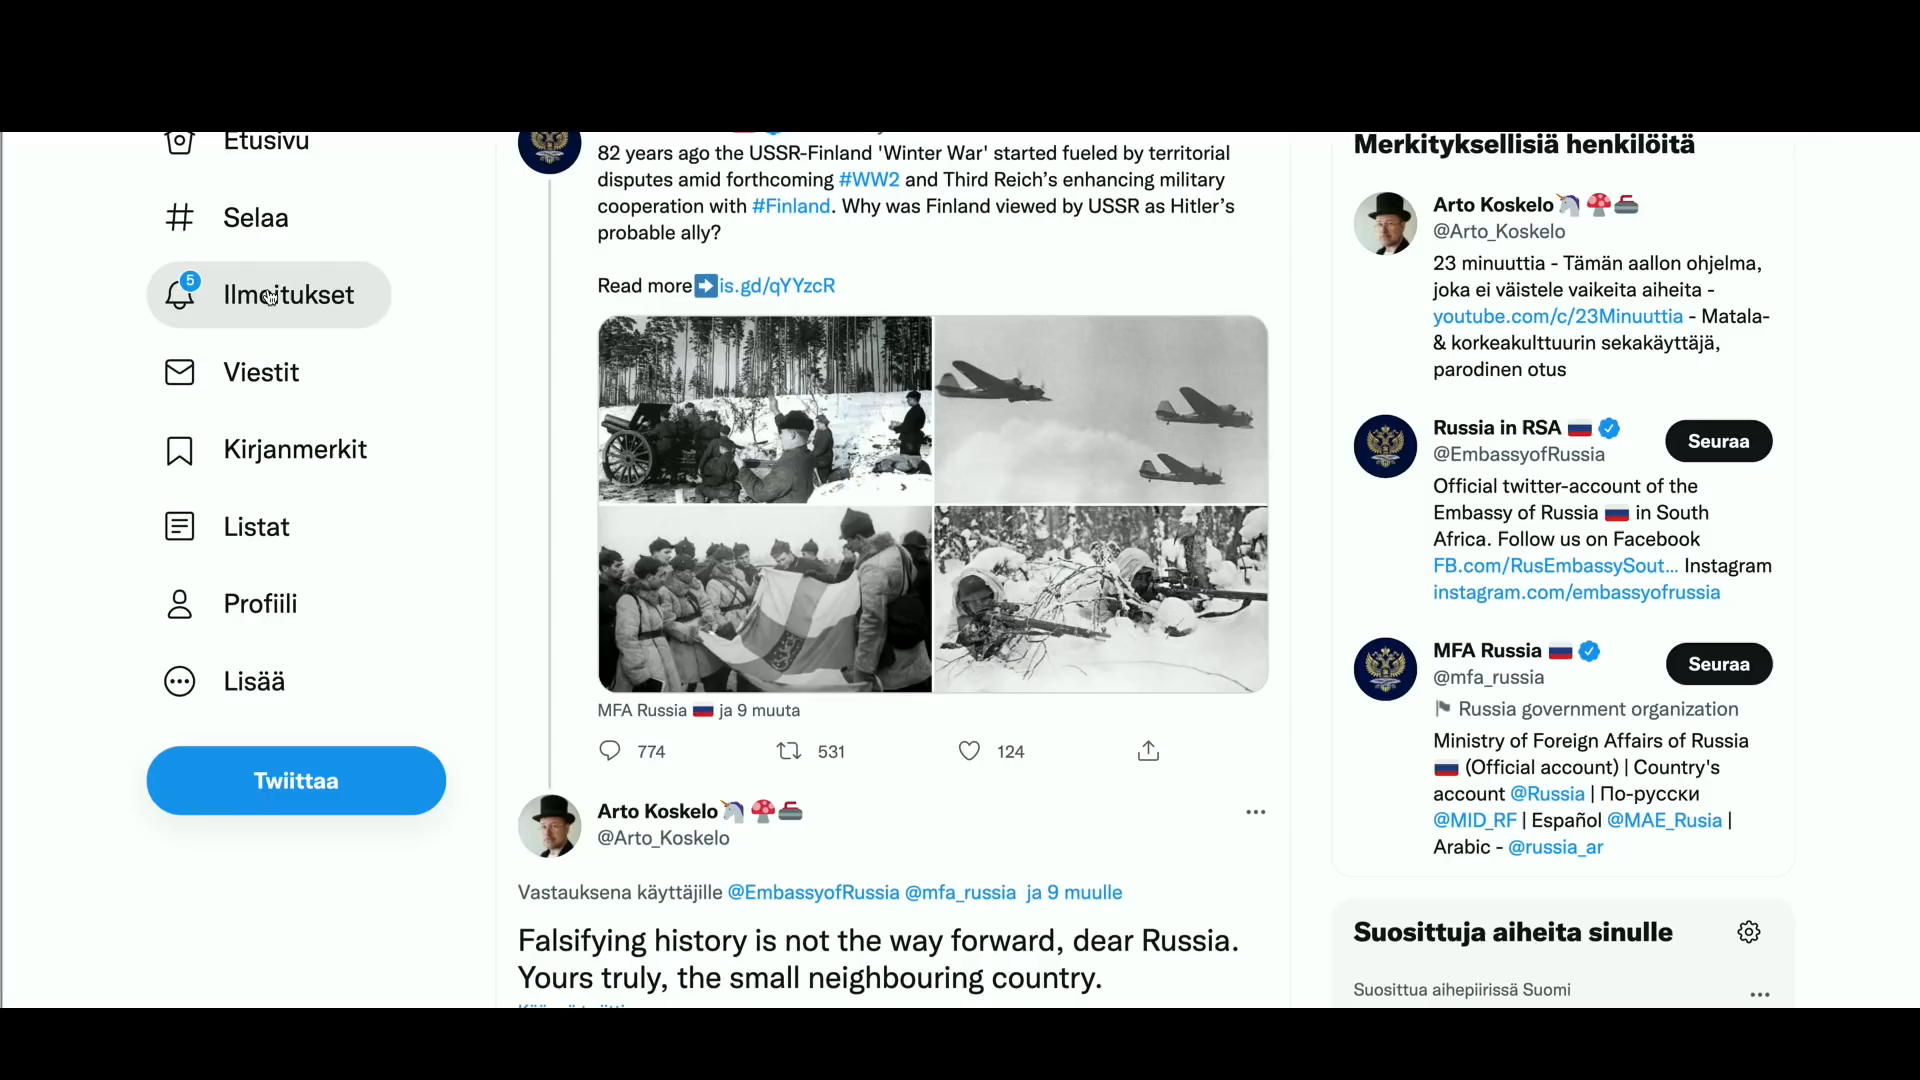 Etusivu
Selaa
5
Ilmoitukset
Viestit
Kirjanmerkit
Listat
Profiili
Lisää
Twiittaa
82 years ago the USSR-Finland 'Winter War' started fueled by territorial
disputes amid forthcoming #WW2 and Third Reich’s enhancing military
cooperation with #Finland. Why was Finland viewed by USSR as Hitler’s
probable ally?
Read more➡️is.gd/qYYzcR
MFA Russia 🇷🇺 ja 9 muuta
774
531
124
Arto Koskelo🦄🍄🥌
@Arto_Koskelo
Vastauksena käyttäjille @EmbassyofRussia @mfa_russia ja 9 muulle
Falsifying history is not the way forward, dear Russia.
Yours truly, the small neighbouring country.
Merkityksellisiä henkilöitä
Arto Koskelo🦄🍄🥌
@Arto_Koskelo
23 minuuttia - Tämän aallon ohjelma,
joka ei väistele vaikeita aiheita -
youtube.com/c/23Minuuttia - Matala-
& korkeakulttuurin sekakäyttäjä,
parodinen otus
Russia in RSA 🇷🇺
@EmbassyofRussia
Seuraa
Official twitter-account of the
Embassy of Russia 🇷🇺 in South
Africa. Follow us on Facebook
FB.com/RusEmbassySout… Instagram
instagram.com/embassyofrussia
MFA Russia 🇷🇺
@mfa_russia
Seuraa
Russia government organization
Ministry of Foreign Affairs of Russia
🇷🇺 (Official account) | Country's
account @Russia | По-русски
@MID_RF | Español @MAE_Rusia |
Arabic - @russia_ar
Suosittuja aiheita sinulle
Suosittua aihepiirissä Suomi